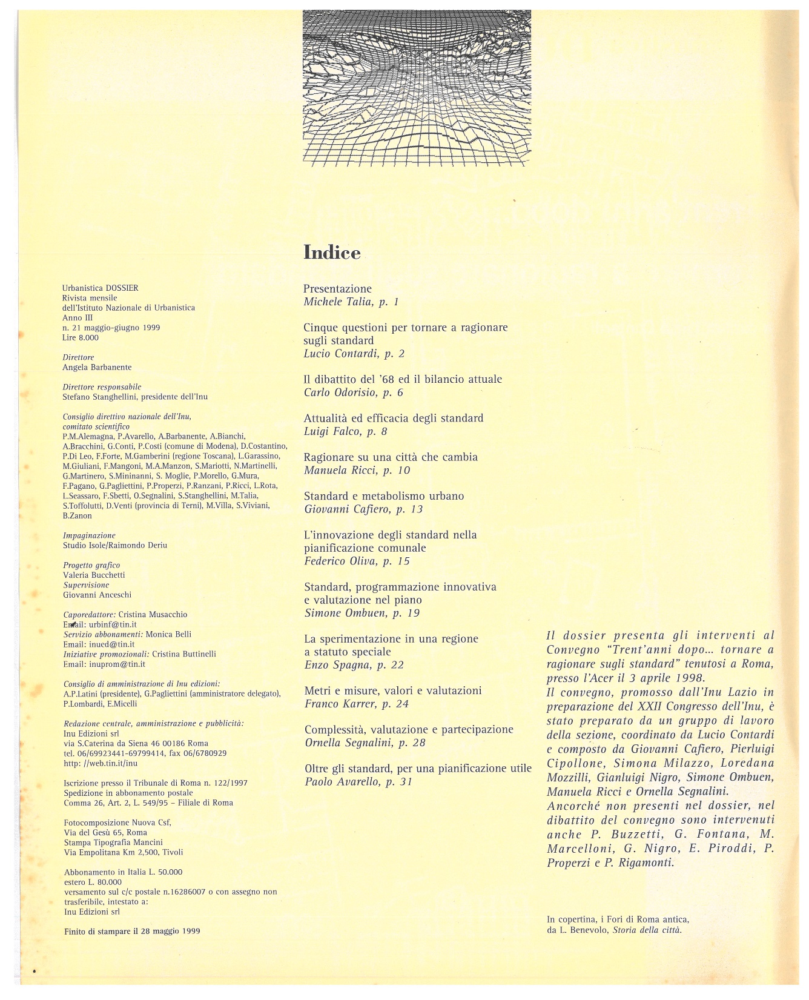 Indice
Urbanistica DOSSIER
Rivista mensile
dell'Istituto Nazionale di Urbanistica
Anno III
n. 21 maggio-giugno 1999
Lire 8.000
Direttore
Angela Barbanente
Direttore responsabile
Stefano Stanghellini, presidente dell'Inu
Consiglio direttivo nazionale dell'Inu,
comitato scientifico
P.M.Alemagna, P.Avarello, A.Barbanente, A.Bianchi,
A.Bracchini, G.Conti, P.Costi (comune di Modena), D.Costantino,
P.Di Leo, F.Forte, M.Gamberini (regione Toscana), L.Garassino,
M.Giuliani, F.Mangoni, M.A.Manzon, S.Mariotti, N.Martinelli,
G.Martinero, S.Mininanni, S. Moglie, P.Morello, G.Mura,
F.Pagano, G.Pagliettini, P.Properzi, P.Ranzani, P.Ricci, L.Rota,
L.Seassaro, F.Sbetti, O.Segnalini, S.Stanghellini, M.Talia,
S.Toffolutti, D.Venti (provincia di Terni), M.Villa, S.Viviani,
B.Zanon
Impaginazione
Studio Isole/Raimondo Deriu
Progetto grafico
Valeria Bucchetti
Supervisione
Giovanni Anceschi
Caporedattore: Cristina Musacchio
Email: urbinf@tin.it
Servizio abbonamenti: Monica Belli
Email: inued@tin.it
Iniziative promozionali: Cristina Buttinelli
Email: inuprom@tin.it
Consiglio di amministrazione di Inu edizioni:
A.P.Latini (presidente), G.Pagliettini (amministratore delegato),
P.Lombardi, E.Micelli
Redazione centrale, amministrazione e pubblicità:
Inu Edizioni srl
via S.Caterina da Siena 46 00186 Roma
tel. 06/69923441-69799414, fax 06/6780929
http: //web.tin.it/inu
Iscrizione presso il Tribunale di Roma n. 122/1997
Spedizione in abbonamento postale
Comma 26, Art. 2, L. 549/95 – Filiale di Roma
Fotocomposizione Nuova Csf,
Via del Gesù 65, Roma
Stampa Tipografia Mancini
Via Empolitana Km 2,500, Tivoli
Abbonamento in Italia L. 50.000
estero L. 80.000
versamento sul c/c postale n.16286007 o con assegno non
trasferibile, intestato a:
Inu Edizioni srl
Finito di stampare il 28 maggio 1999
Presentazione
Michele Talia, p. 1
Cinque questioni per tornare a ragionare
sugli standard
Lucio Contardi, p. 2
Il dibattito del '68 ed il bilancio attuale
Carlo Odorisio, p. 6
Attualità ed efficacia degli standard
Luigi Falco, p. 8
Ragionare su una città che cambia
Manuela Ricci, p. 10
Standard e metabolismo urbano
Giovanni Cafiero, p. 13
L'innovazione degli standard nella
pianificazione comunale
Federico Oliva, p. 15
Standard, programmazione innovativa
e valutazione nel piano
Simone Ombuen, p. 19
La sperimentazione in una regione
a statuto speciale
Enzo Spagna, p. 22
Metri e misure, valori e valutazioni
Franco Karrer, p. 24
Complessità, valutazione e partecipazione
Ornella Segnalini, p. 28
Oltre gli standard, per una pianificazione utile
Paolo Avarello, p. 31
Il dossier presenta gli interventi al
Convegno “Trent'anni dopo... tornare a
ragionare sugli standard” tenutosi a Roma,
presso l'Acer il 3 aprile 1998.
Il convegno, promosso dall'Inu Lazio in
preparazione del XXII Congresso dell'Inu, è
stato preparato da un gruppo di lavoro
della sezione, coordinato da Lucio Contardi
e composto da Giovanni Cafiero, Pierluigi
Cipollone, Simona Milazzo, Loredana
Mozzilli, Gianluigi Nigro, Simone Ombuen,
Manuela Ricci e Ornella Segnalini.
Ancorché non presenti nel dossier, nel
dibattito del convegno sono intervenuti
anche P. Buzzetti, G. Fontana, M.
Marcelloni, G. Nigro, E. Piroddi, P.
Properzi e P. Rigamonti.
In copertina, i Fori di Roma antica,
da L. Benevolo, Storia della città.